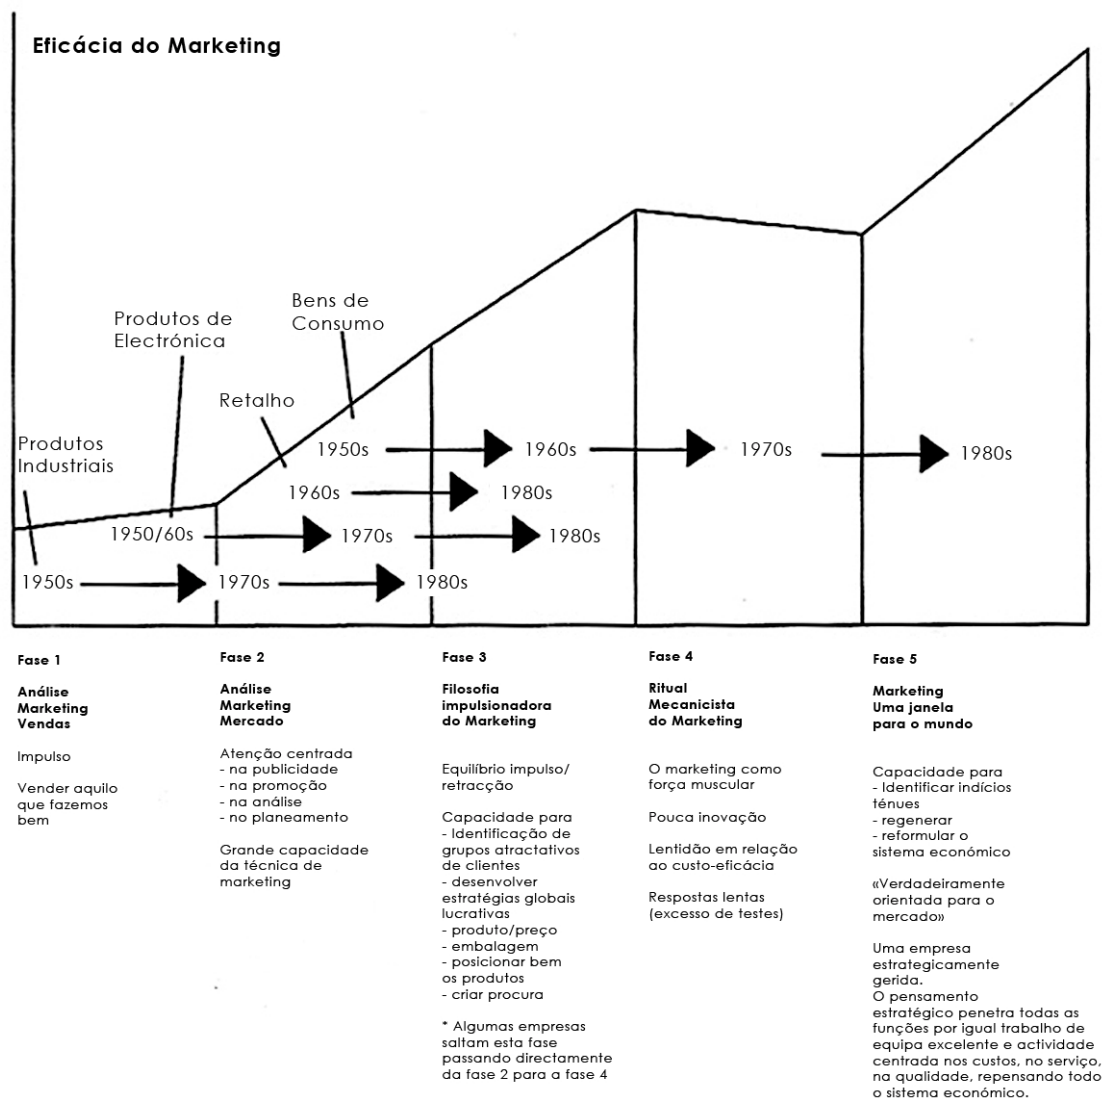 Eficácia do Marketing
Bens de
Consumo
Produtos de
Electrónica
Retalho
Produtos
Industriais
1950s
1960s
1970s
1980s
1960s
1980s
1950/60s
1970s
1980s
1950s
1970s
1980s
Fase 1
Análise
Marketing
Vendas
Impulso
Vender aquilo
que fazemos
bem
Fase 2
Análise
Marketing
Mercado
Atenção centrada
- na publicidade
- na promoção
- na análise
- no planeamento
Grande capacidade
da técnica de
marketing
Fase 3
Filosofia
impulsionadora
do Marketing
Equilíbrio impulso/
retracção
Capacidade para
- Identificação de
grupos atractativos
de clientes
- desenvolver
estratégias globais
lucrativas
- produto/preço
- embalagem
- posicionar bem
os produtos
- criar procura
* Algumas empresas
saltam esta fase
passando directamente
da fase 2 para a fase 4
Fase 4
Ritual
Mecanicista
do Marketing
O marketing como
força muscular
Pouca inovação
Lentidão em relação
ao custo-eficácia
Respostas lentas
(excesso de testes)
Fase 5
Marketing
Uma janela
para o mundo
Capacidade para
- Identificar indícios
ténues
- regenerar
- reformular o
sistema económico
«Verdadeiramente
orientada para o
mercado»
Uma empresa
estrategicamente
gerida.
O pensamento
estratégico penetra todas as
funções por igual trabalho de
equipa excelente e actividade
centrada nos custos, no serviço,
na qualidade, repensando todo
o sistema económico.